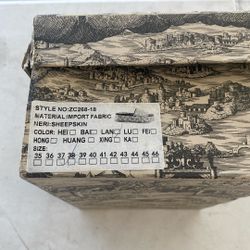 STYLE NO:ZC268-18
MATERIAL:IMPORT FABRIC
NERI:SHEEPSKIN
COLOR: HEI BAI LAN LU FEI
HONG HUANG XING KA
SIZE:
35 36 37 38 39 40 41 42 43 44 45 46